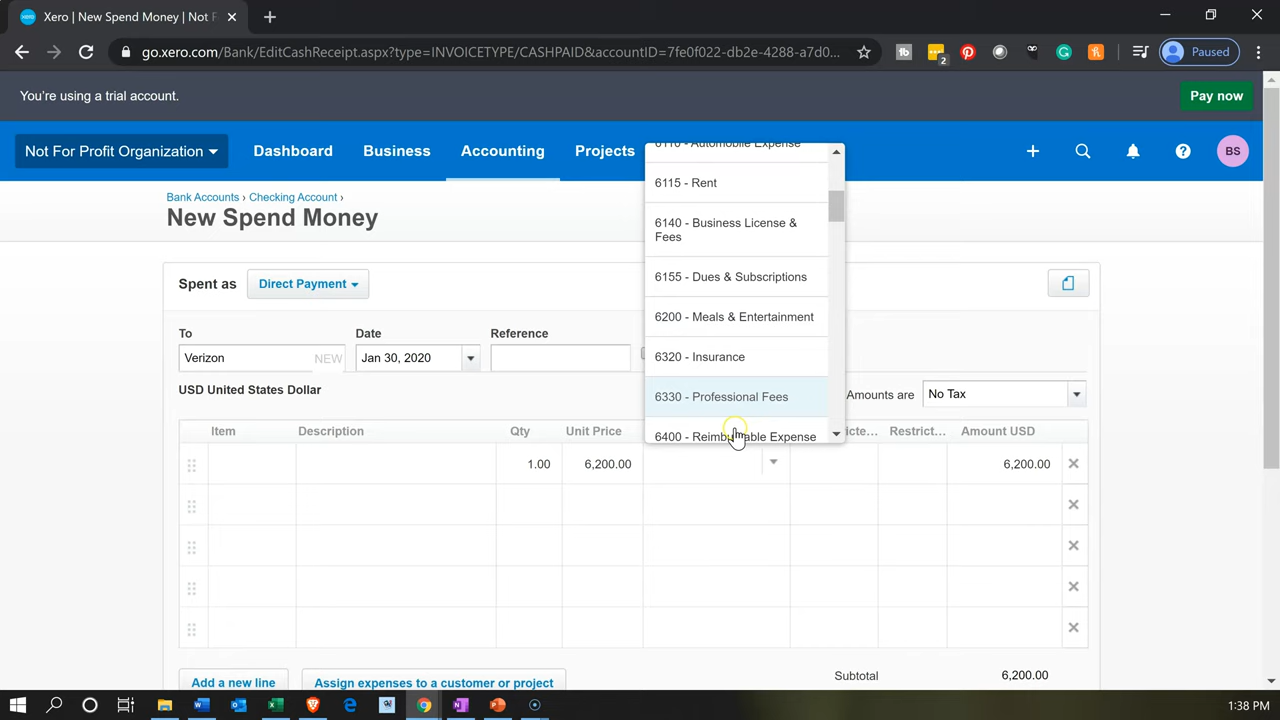 Xero | New Spend Money | Not F
go.xero.com/Bank/EditCashReceipt.aspx?type=INVOICETYPE/CASHPAID&accountID=7fe0f022-db2e-4288-a7d0...
2
Paused
You're using a trial account.
Pay now
Not For Profit Organization
Dashboard
Business
Accounting
Projects
BS
Bank Accounts › Checking Account ›
New Spend Money
6110 - Automobile Expense
6115 - Rent
6140 - Business License &
Fees
6155 - Dues & Subscriptions
6200 - Meals & Entertainment
6320 - Insurance
6330 - Professional Fees
6400 - Reimbursable Expense
Spent as
Direct Payment
To
Date
Reference
Verizon
NEW
Jan 30, 2020
USD United States Dollar
Amounts are
No Tax
Item
Description
Qty
Unit Price
Restrict...
Amount USD
1.00
6,200.00
6,200.00
Add a new line
Assign expenses to a customer or project
Subtotal
6,200.00
1:38 PM